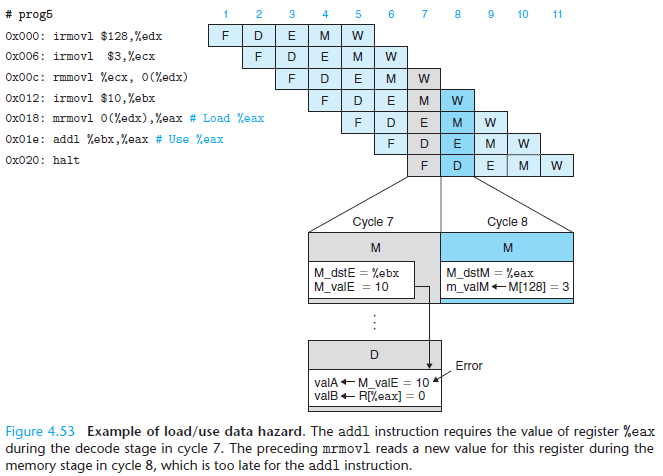 # prog5 1 2 3 4 5 6 7 8 9 10 11
0x000: irmovl $128,%edx F D E M W
0x006: irmovl $3,%ecx F D E M W
0x00c: rmmovl %ecx, 0(%edx) F D E M W
0x012: irmovl $10,%ebx F D E M W
0x018: mrmovl 0(%edx),%eax # Load %eax F D E M W
0x01e: addl %ebx,%eax # Use %eax F D E M W
0x020: halt F D E M W
Cycle 7 Cycle 8
M M
M_dstE = %ebx M_dstM = %eax
M_valE = 10 m_valM ← M[128] = 3
D
Error
valA ← M_valE = 10
valB ← R[%eax] = 0
Figure 4.53 Example of load/use data hazard. The addl instruction requires the value of register %eax
during the decode stage in cycle 7. The preceding mrmovl reads a new value for this register during the
memory stage in cycle 8, which is too late for the addl instruction.